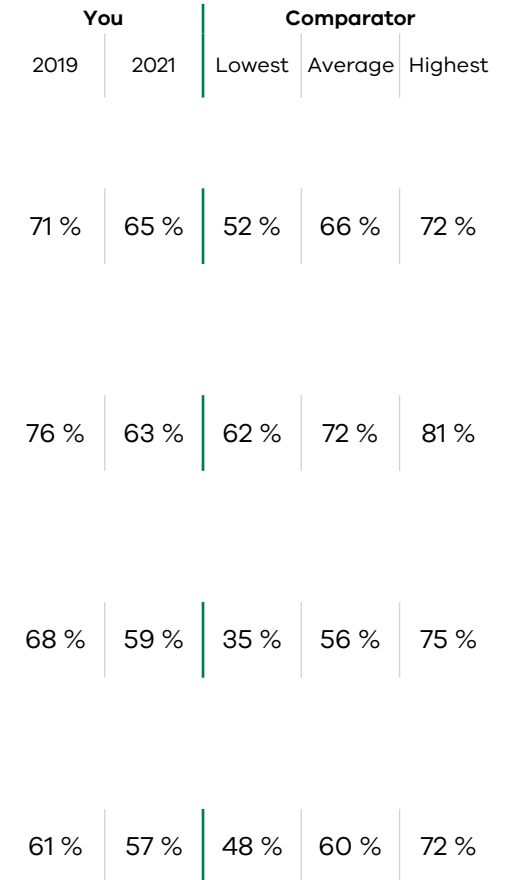 You Comparator
2019 2021 Lowest Average Highest
71 % 65 % 52 % 66 % 72 %
76 % 63 % 62 % 72 % 81 %
68 % 59 % 35 % 56 % 75 %
61 % 57 % 48 % 60 % 72 %